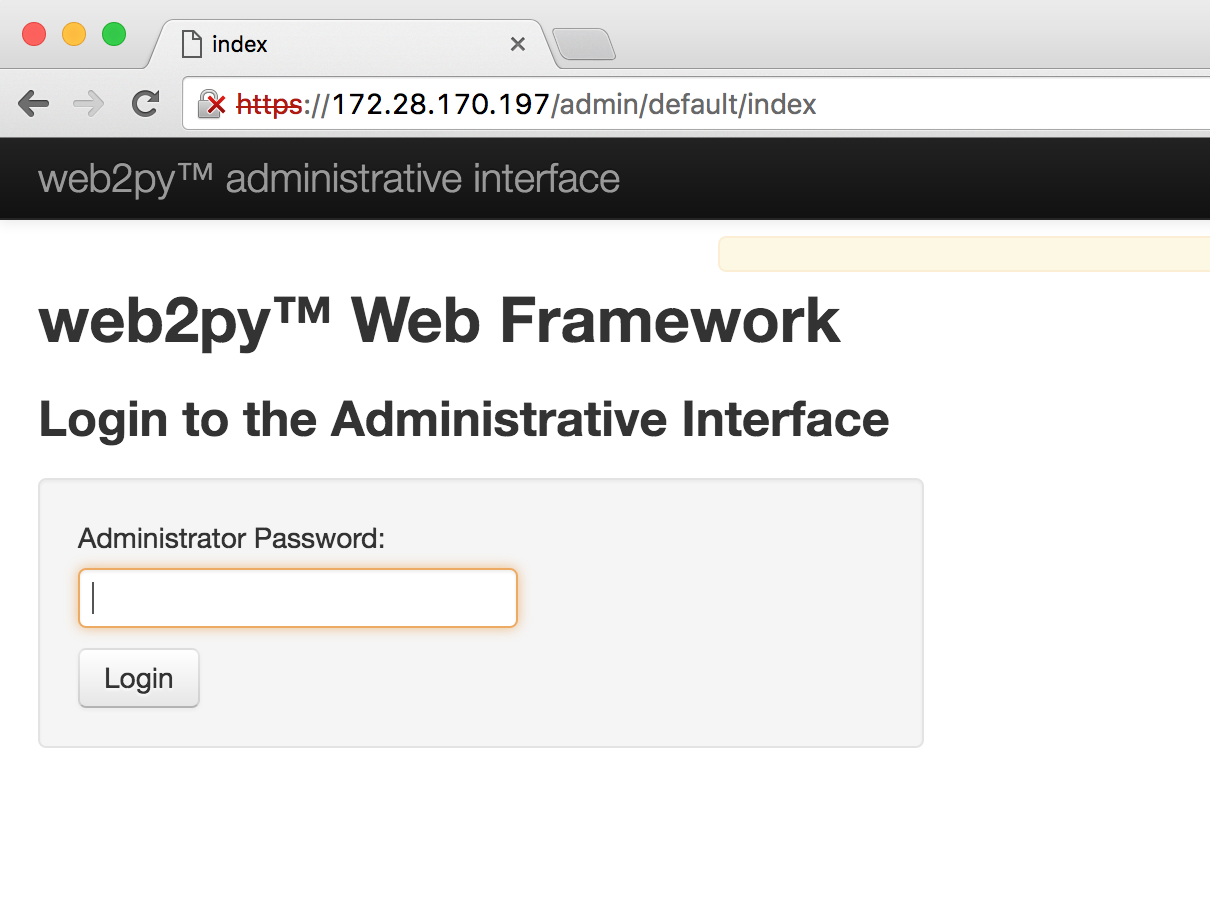 index
https://172.28.170.197/admin/default/index
web2py™ administrative interface
web2py™ Web Framework
Login to the Administrative Interface
Administrator Password:
Login